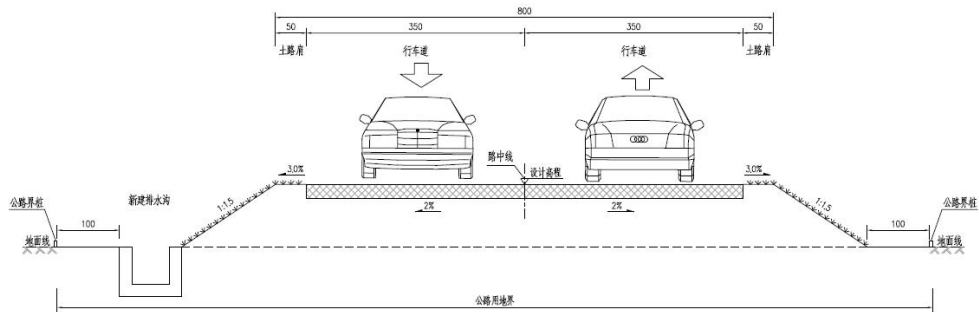 800
50 350 350 50
土路肩 行车道 行车道 土路肩
路中线 设计高程
3.0% 3.0%
公路界桩 新建排水沟 1:1.5 2% 2% 1:1.5 公路界桩
100 100
地面线 地面线
公路用地界